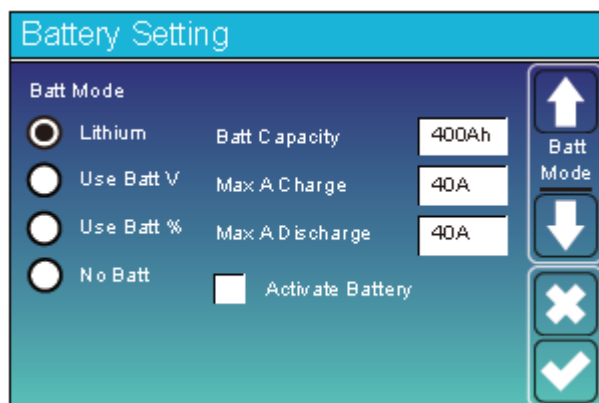 Battery Setting
Batt Mode
Lithium
Batt Capacity
400Ah
Use Batt V
Max A Charge
40A
Use Batt %
Max A Discharge
40A
No Batt
Activate Battery
Batt
Mode